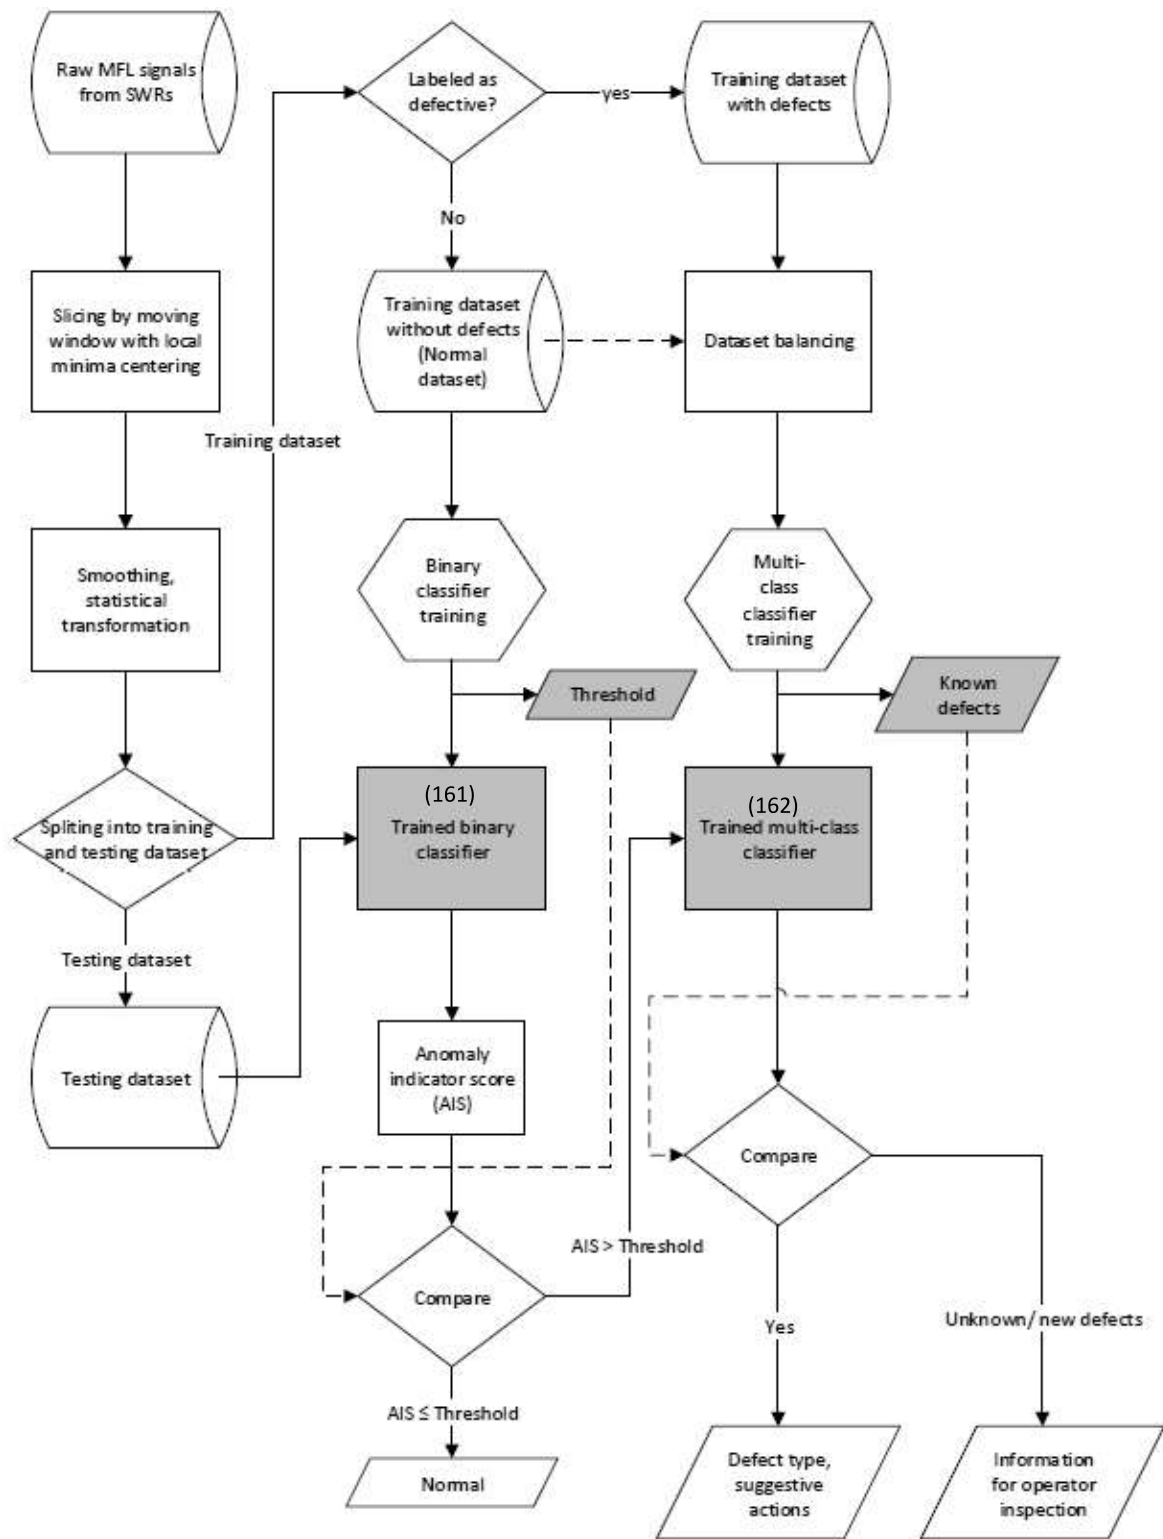 Raw MFL signals
from SWRs
Labeled as
defective?
yes
Training dataset
with defects
No
Slicing by moving
window with local
minima centering
Training dataset
without defects
(Normal
dataset)
Dataset balancing
Training dataset
Smoothing,
statistical
transformation
Binary
classifier
training
Multi-
class
classifier
training
Threshold
Known
defects
Spliting into training
and testing dataset
(161)
Trained binary
classifier
(162)
Trained multi-class
classifier
Testing dataset
Testing dataset
Anomaly
indicator score
(AIS)
Compare
AIS > Threshold
Compare
Yes
Unknown/ new defects
AIS ≤ Threshold
Normal
Defect type,
suggestive
actions
Information
for operator
inspection